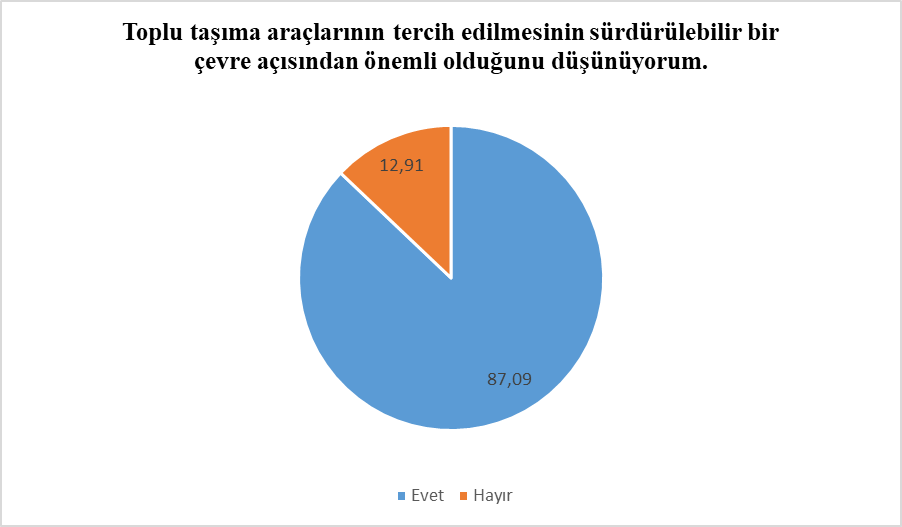 Toplu taşıma araçlarının tercih edilmesinin sürdürülebilir bir
çevre açısından önemli olduğunu düşünüyorum.
12,91
87,09
Evet Hayır